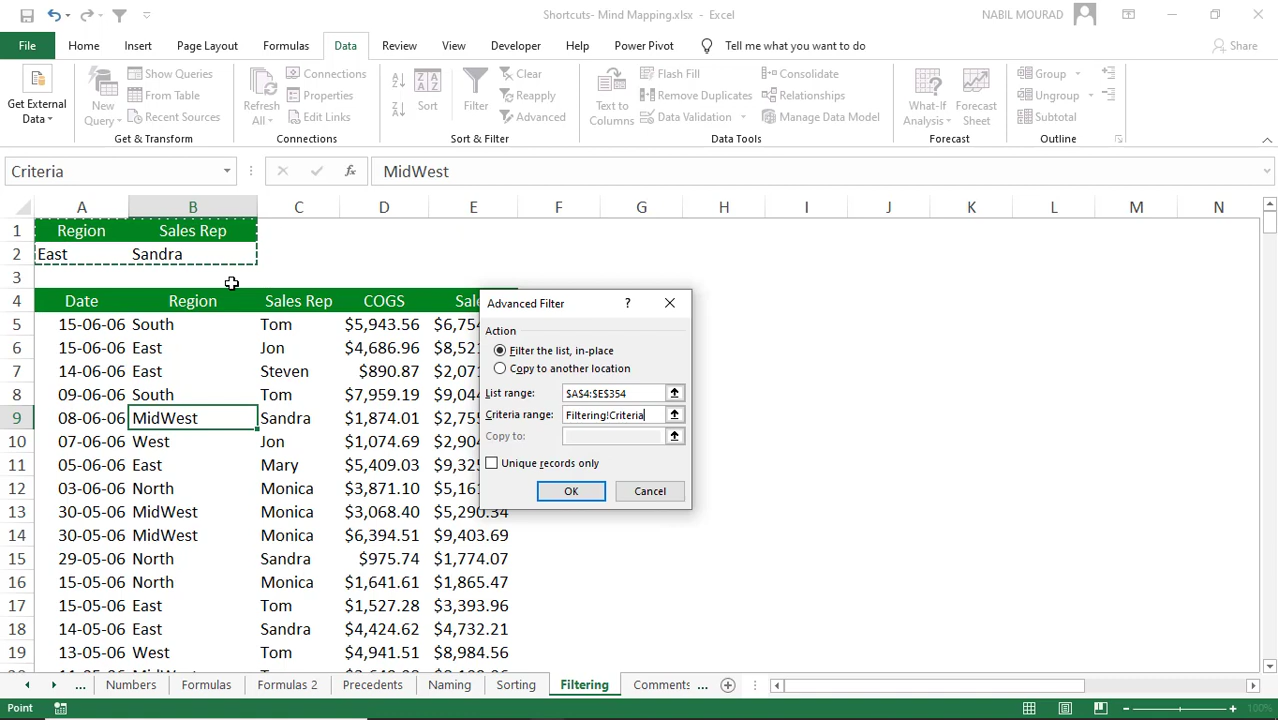 Shortcuts- Mind Mapping.xlsx - Excel
NABIL MOURAD
File Home Insert Page Layout Formulas Data Review View Developer Help Power Pivot Tell me what you want to do Share
Get External Data
New Query
Show Queries
From Table
Recent Sources
Get & Transform
Refresh All
Connections
Properties
Edit Links
Connections
Sort
Filter
Clear
Reapply
Advanced
Sort & Filter
Text to Columns
Flash Fill
Remove Duplicates
Data Validation
Consolidate
Relationships
Manage Data Model
Data Tools
What-If Analysis
Forecast Sheet
Forecast
Group
Ungroup
Subtotal
Outline
Criteria fx MidWest
A B C D E F G H I J K L M N
1 Region Sales Rep
2 East Sandra
3
4 Date Region Sales Rep COGS
5 15-06-06 South Tom $5,943.56
6 15-06-06 East Jon $4,686.96
7 14-06-06 East Steven $890.87
8 09-06-06 South Tom $7,959.19
9 08-06-06 MidWest Sandra $1,874.01
10 07-06-06 West Jon $1,074.69
11 05-06-06 East Mary $5,409.03
12 03-06-06 North Monica $3,871.10
13 30-05-06 MidWest Monica $3,068.40 $5,290.34
14 30-05-06 MidWest Monica $6,394.51 $9,403.69
15 29-05-06 North Sandra $975.74 $1,774.07
16 15-05-06 North Monica $1,641.61 $1,865.47
17 15-05-06 East Tom $1,527.28 $3,393.96
18 14-05-06 East Sandra $4,424.62 $4,732.21
19 13-05-06 West Tom $4,941.51 $8,984.56
Advanced Filter ?
Action
Filter the list, in-place
Copy to another location
List range: $A$4:$E$354
Criteria range: Filtering!Criteria
Copy to:
Unique records only
OK Cancel
... Numbers Formulas Formulas 2 Precedents Naming Sorting Filtering Comments ...
Point 100%